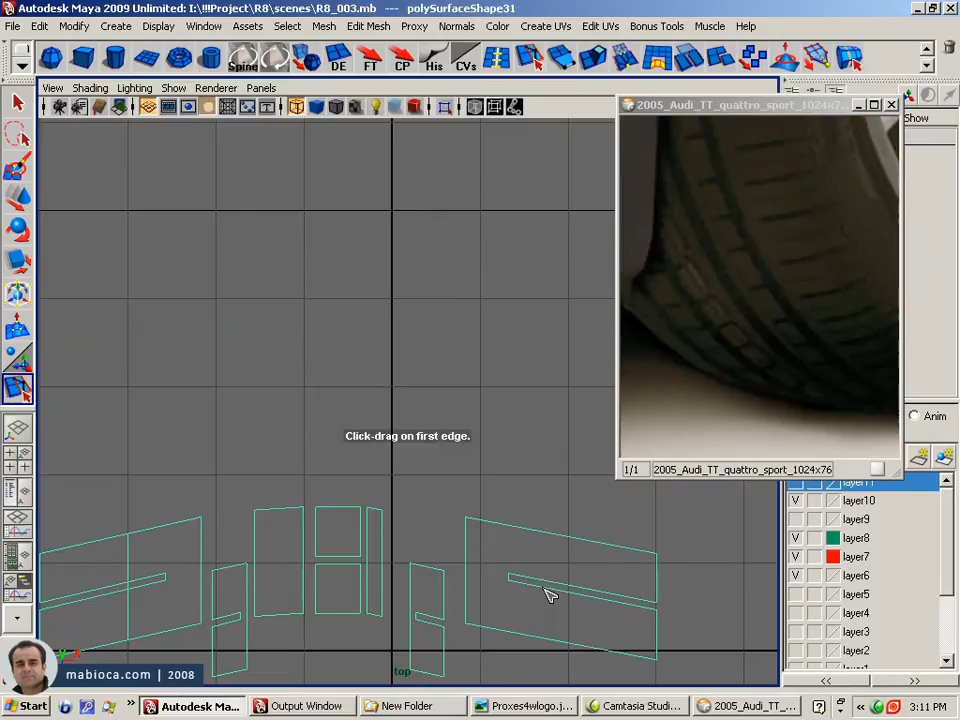 Autodesk Maya 2009 Unlimited: I:\!!!Project\R8\scenes\R8_003.mb --- polySurfaceShape31
File Edit Modify Create Display Window Assets Select Mesh Edit Mesh Proxy Normals Color Create UVs Edit UVs Bonus Tools Muscle Help
Spine DE FT CP His CVs
View Shading Lighting Show Renderer Panels
2005_Audi_TT_quattro_sport_1024x7...
Show
Click-drag on first edge.
Anim
1/1 2005_Audi_TT_quattro_sport_1024x76
layer11
V layer10
layer9
V layer8
V layer7
V layer6
layer5
layer4
layer3
layer2
y x
top
mabioca.com | 2008
<< >>
Start » Autodesk Ma... Output Window New Folder Proxes4wlogo.j... Camtasia Studi... 2005_Audi_TT_... « 3:11 PM